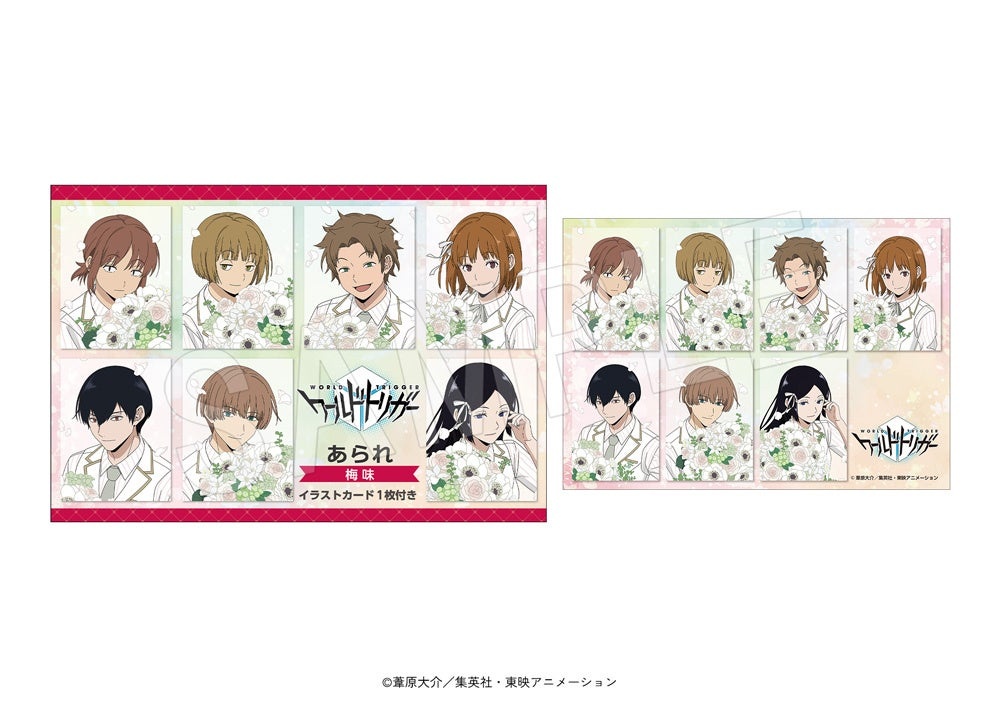 WORLD TRIGGER
ワールドトリガー
あられ
梅味
イラストカード1枚付き
WORLD TRIGGER
ワールドトリガー
©葦原大介／集英社・東映アニメーション
SAMPLE
©葦原大介／集英社・東映アニメーション